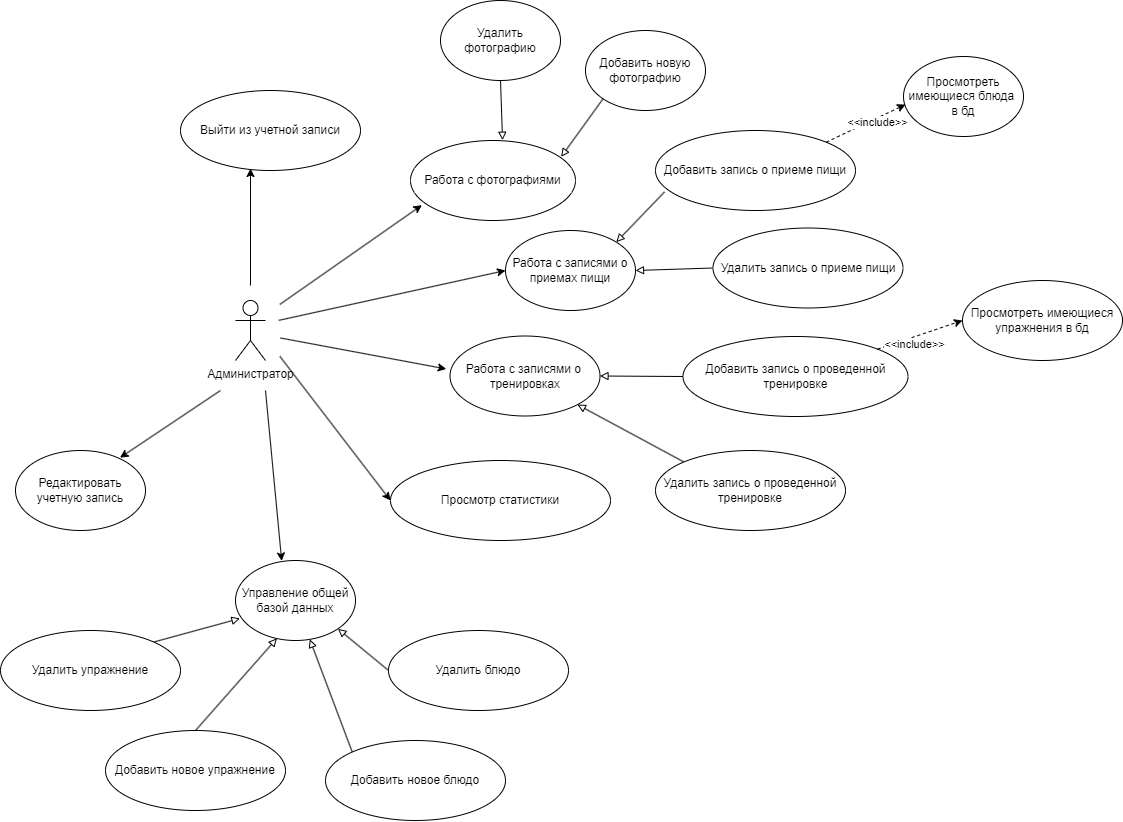 Удалить
фотографию
Добавить новую
фотографию
Просмотреть
имеющиеся блюда
в бд
<<include>>
Выйти из учетной записи
Работа с фотографиями
Добавить запись о приеме пищи
Работа с записями о
приемах пищи
Удалить запись о приеме пищи
Просмотреть имеющиеся
упражнения в бд
<<include>>
Администратор
Работа с записями о
тренировках
Добавить запись о проведенной
тренировке
Редактировать
учетную запись
Просмотр статистики
Удалить запись о проведенной
тренировке
Управление общей
базой данных
Удалить упражнение
Удалить блюдо
Добавить новое упражнение
Добавить новое блюдо